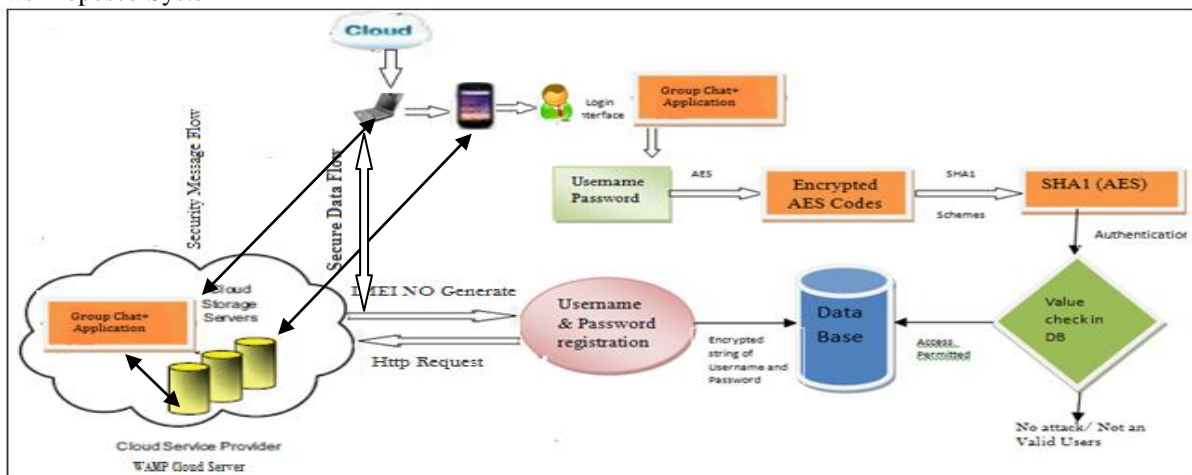 Cloud
Group Chat+
Application
Login
nterface
Security Message Flow
Secure Data Flow
Username
Password
AES
Encrypted
AES Codes
SHA1
Schemes
SHA1 (AES)
Authentication
Cloud
Storage
Servers
Group Chat+
Application
IMEI NO Generate
Http Request
Username
& Password
registration
Encrypted
string of
Username and
Password
Data
Base
Access
Permitted
Value
check in
DB
No attack/ Not an
Valid Users
Cloud Service Provider
WAMP Cloud Server